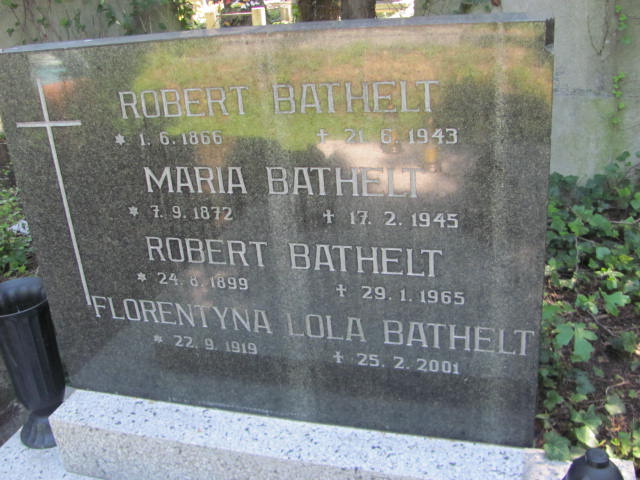 ROBERT BATHELT
* 1. 6. 1866 ✝ 21. 6. 1943
MARIA BATHELT
* 7. 9. 1872 ✝ 17. 2. 1945
ROBERT BATHELT
* 24. 8. 1899 ✝ 29. 1. 1965
FLORENTYNA LOLA BATHELT
* 22. 9. 1919 ✝ 25. 2. 2001